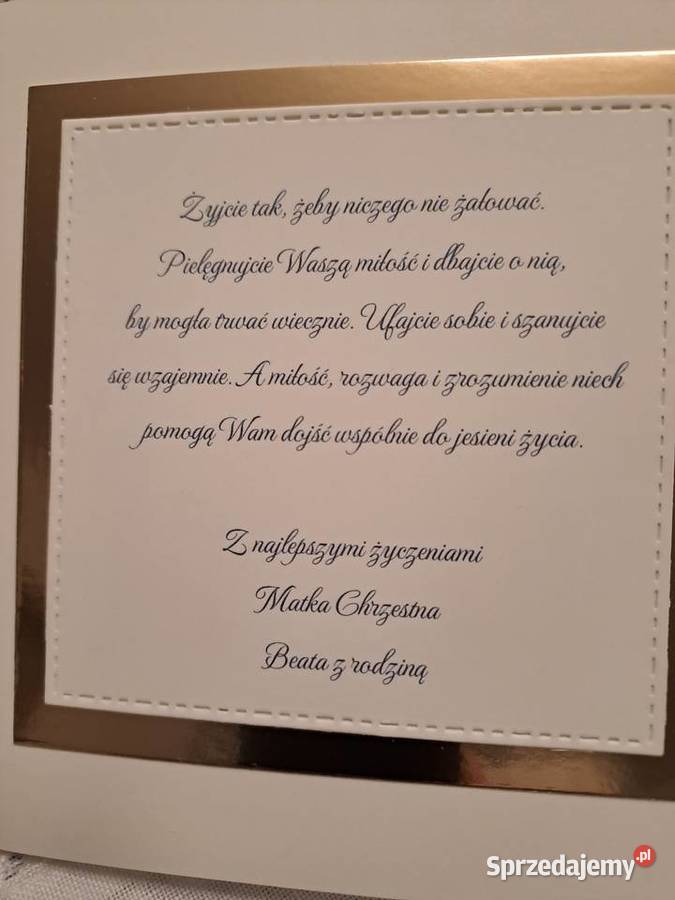 Żyjcie tak, żeby niczego nie żałować.
Pielęgnujcie Waszą miłość i dbajcie o nią,
by mogła trwać wiecznie. Ufajcie sobie i szanujcie
się wzajemnie. A miłość, rozwaga i zrozumienie niech
pomogą Wam dojść wspólnie do jesieni życia.
Z najlepszymi życzeniami
Matka Chrzestna
Beata z rodziną
Sprzedajemy.pl